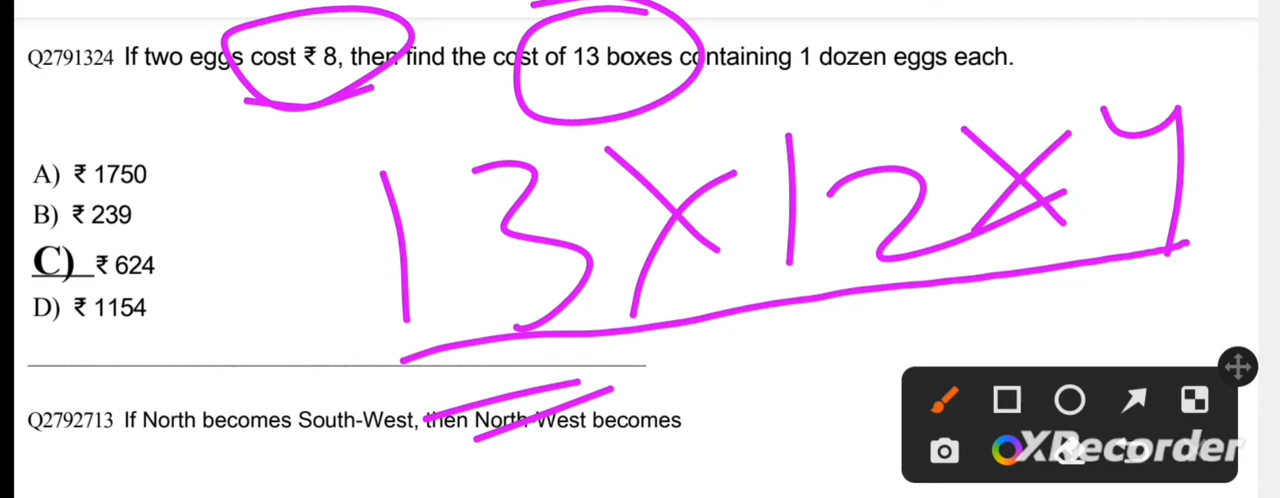 Q2791324 If two eggs cost ₹ 8, then find the cost of 13 boxes containing 1 dozen eggs each.
A) ₹ 1750
B) ₹ 239
C) ₹ 624
D) ₹ 1154
13 × 12 × 4
Q2792713 If North becomes South-West, then North-West becomes
XRecorder